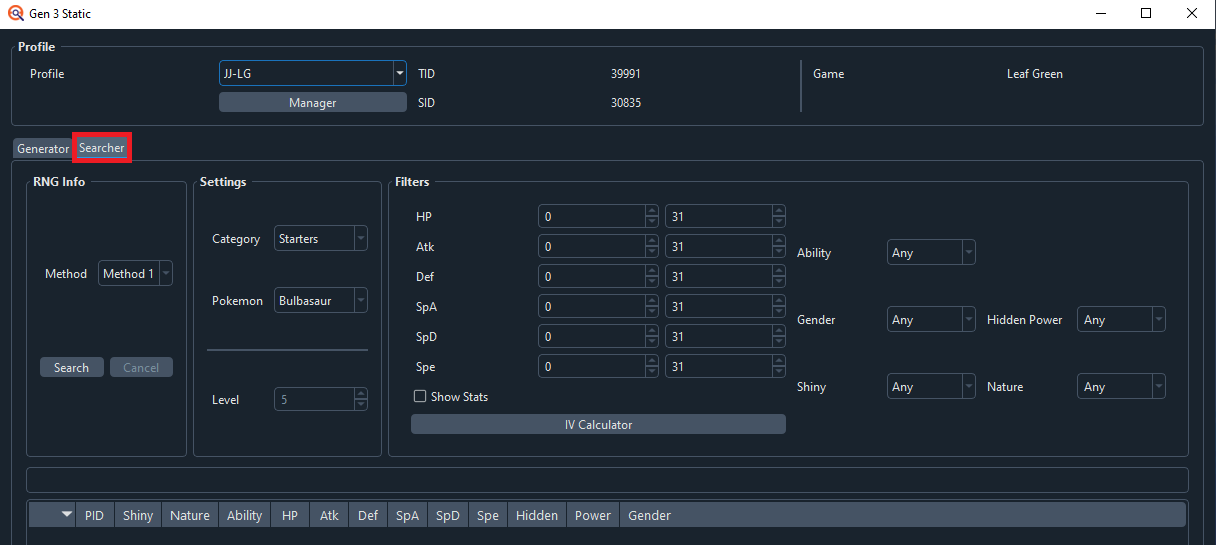 Gen 3 Static
Profile
Profile JJ-LG TID 39991 Game Leaf Green
Manager SID 30835
Generator Searcher
RNG Info Settings Filters
HP 0 31
Category Starters
Atk 0 31
Ability Any
Method Method 1
Def 0 31
Pokemon Bulbasaur
SpA 0 31
Gender Any Hidden Power Any
SpD 0 31
Search Cancel
Spe 0 31
Shiny Any Nature Any
Level 5
Show Stats
IV Calculator
PID Shiny Nature Ability HP Atk Def SpA SpD Spe Hidden Power Gender